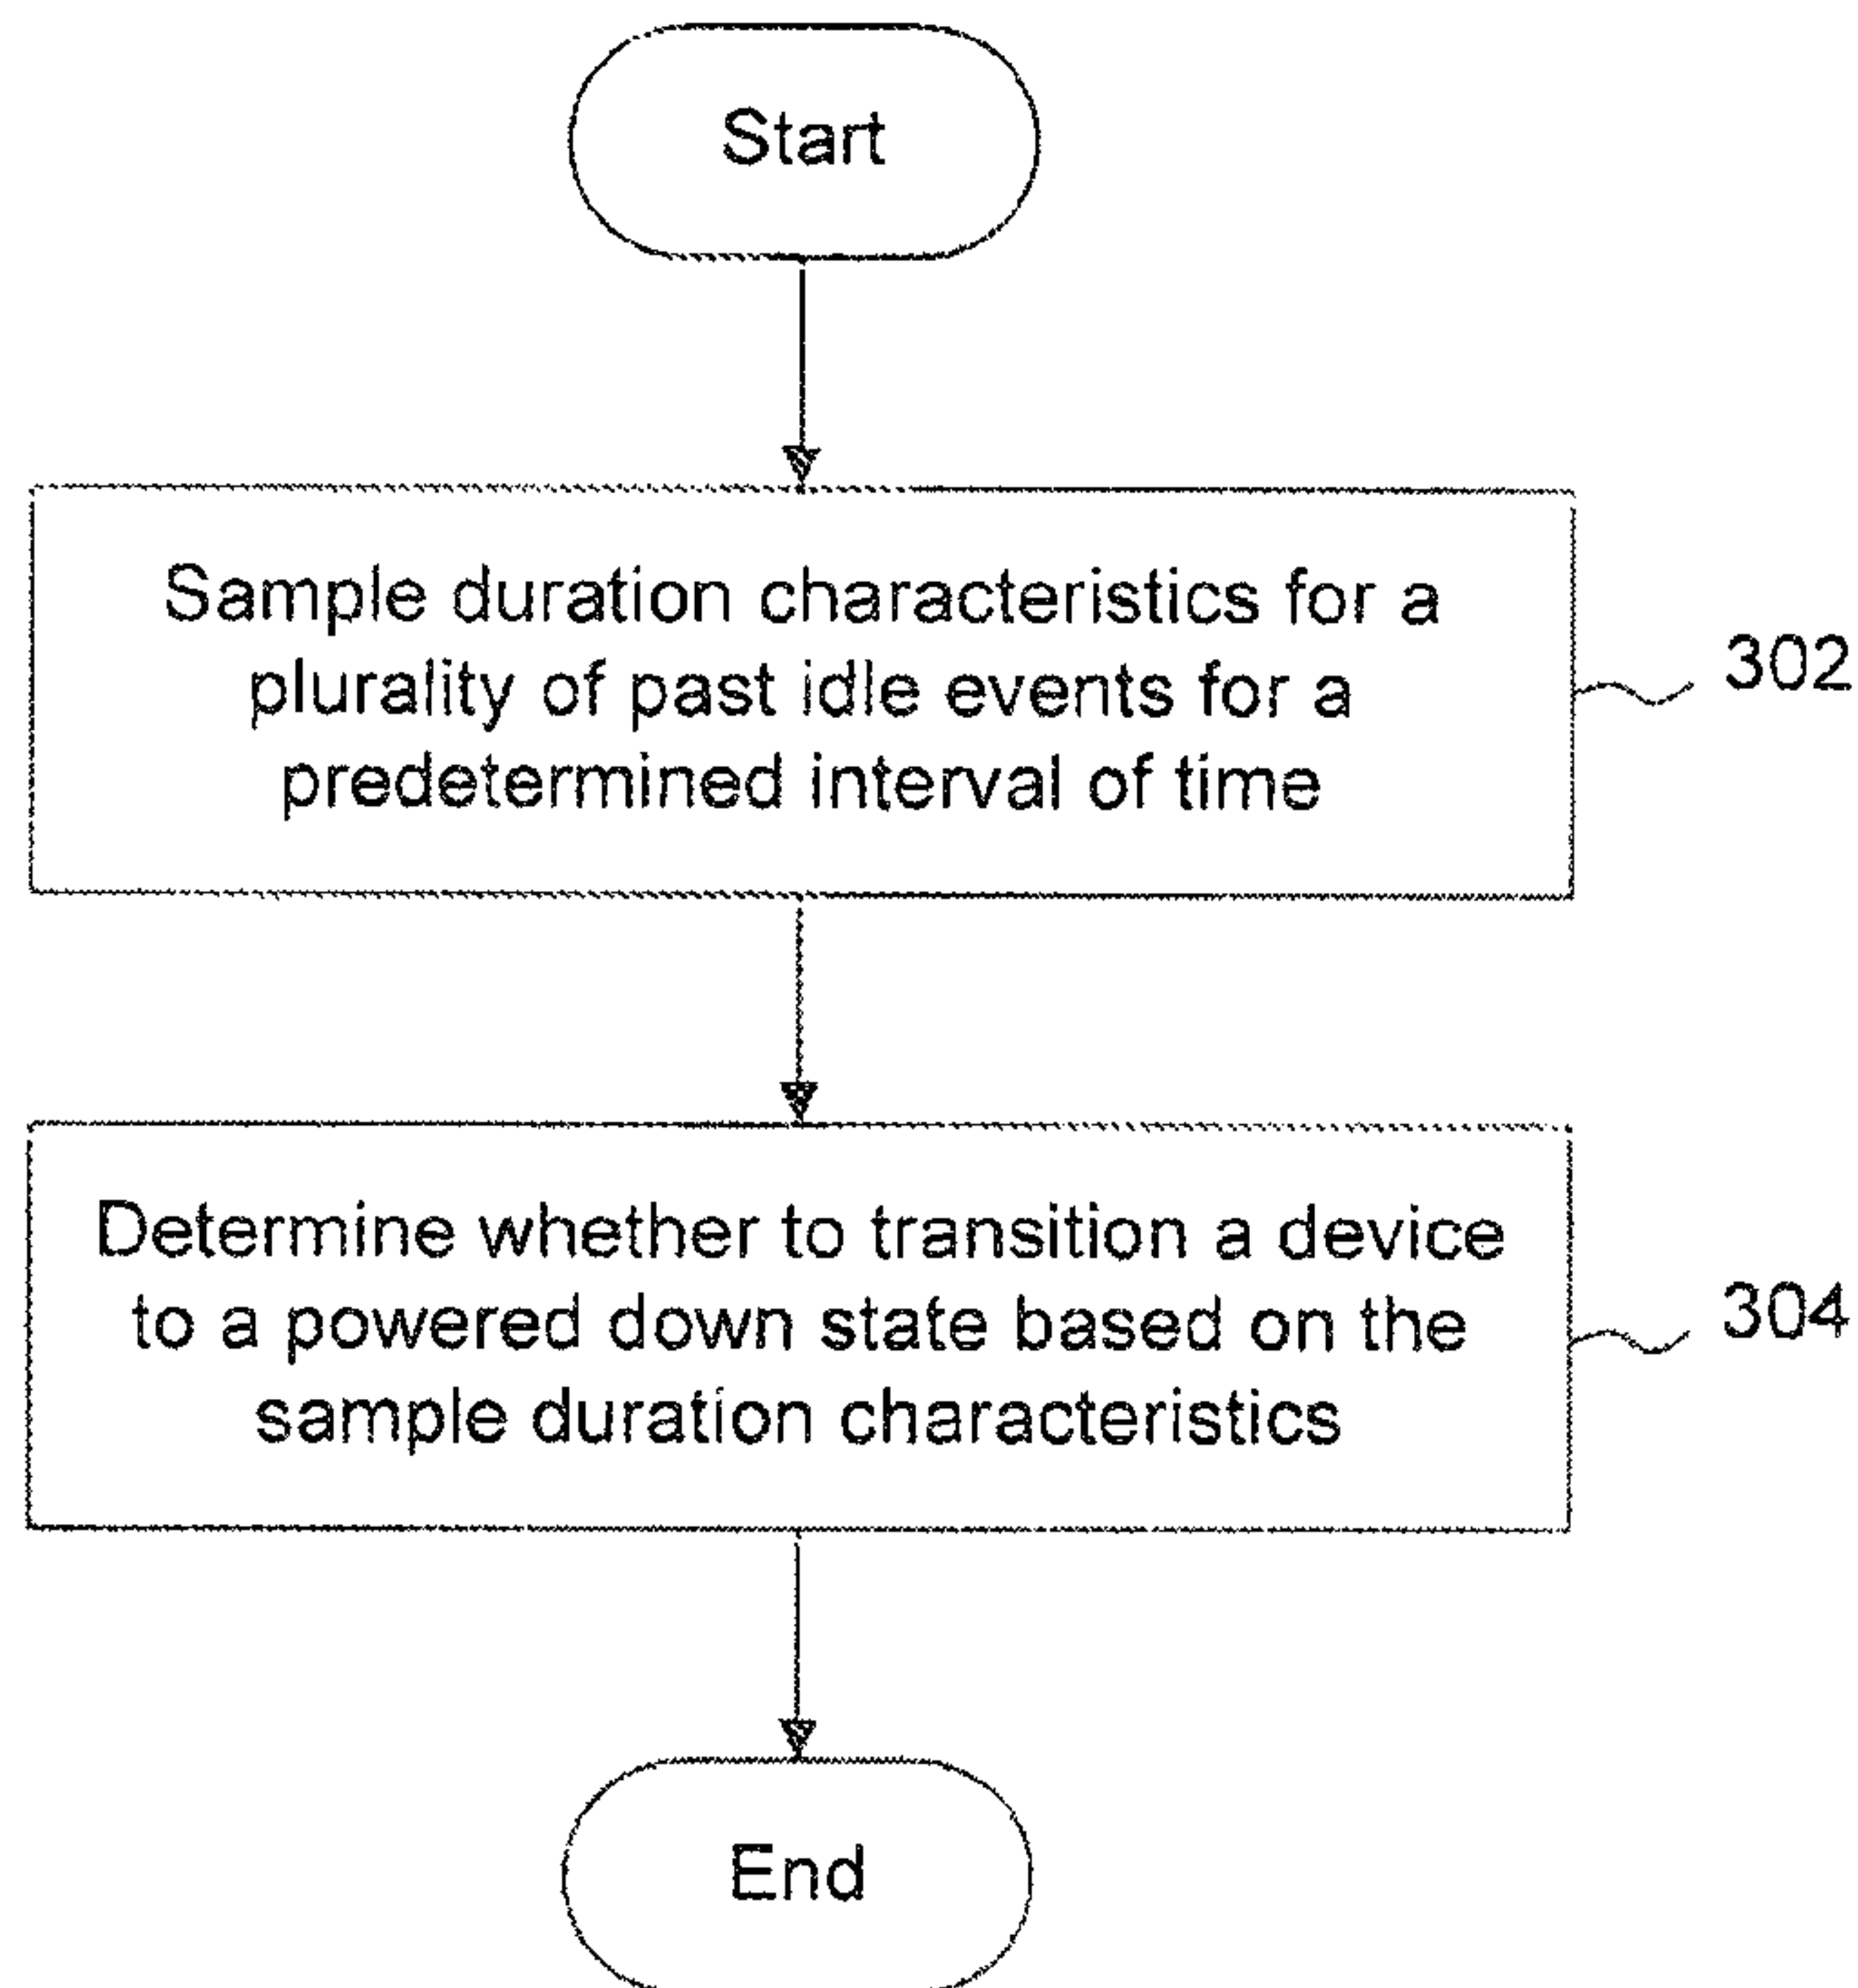 Start
Sample duration characteristics for a
plurality of past idle events for a
predetermined interval of time
302
Determine whether to transition a device
to a powered down state based on the
sample duration characteristics
304
End